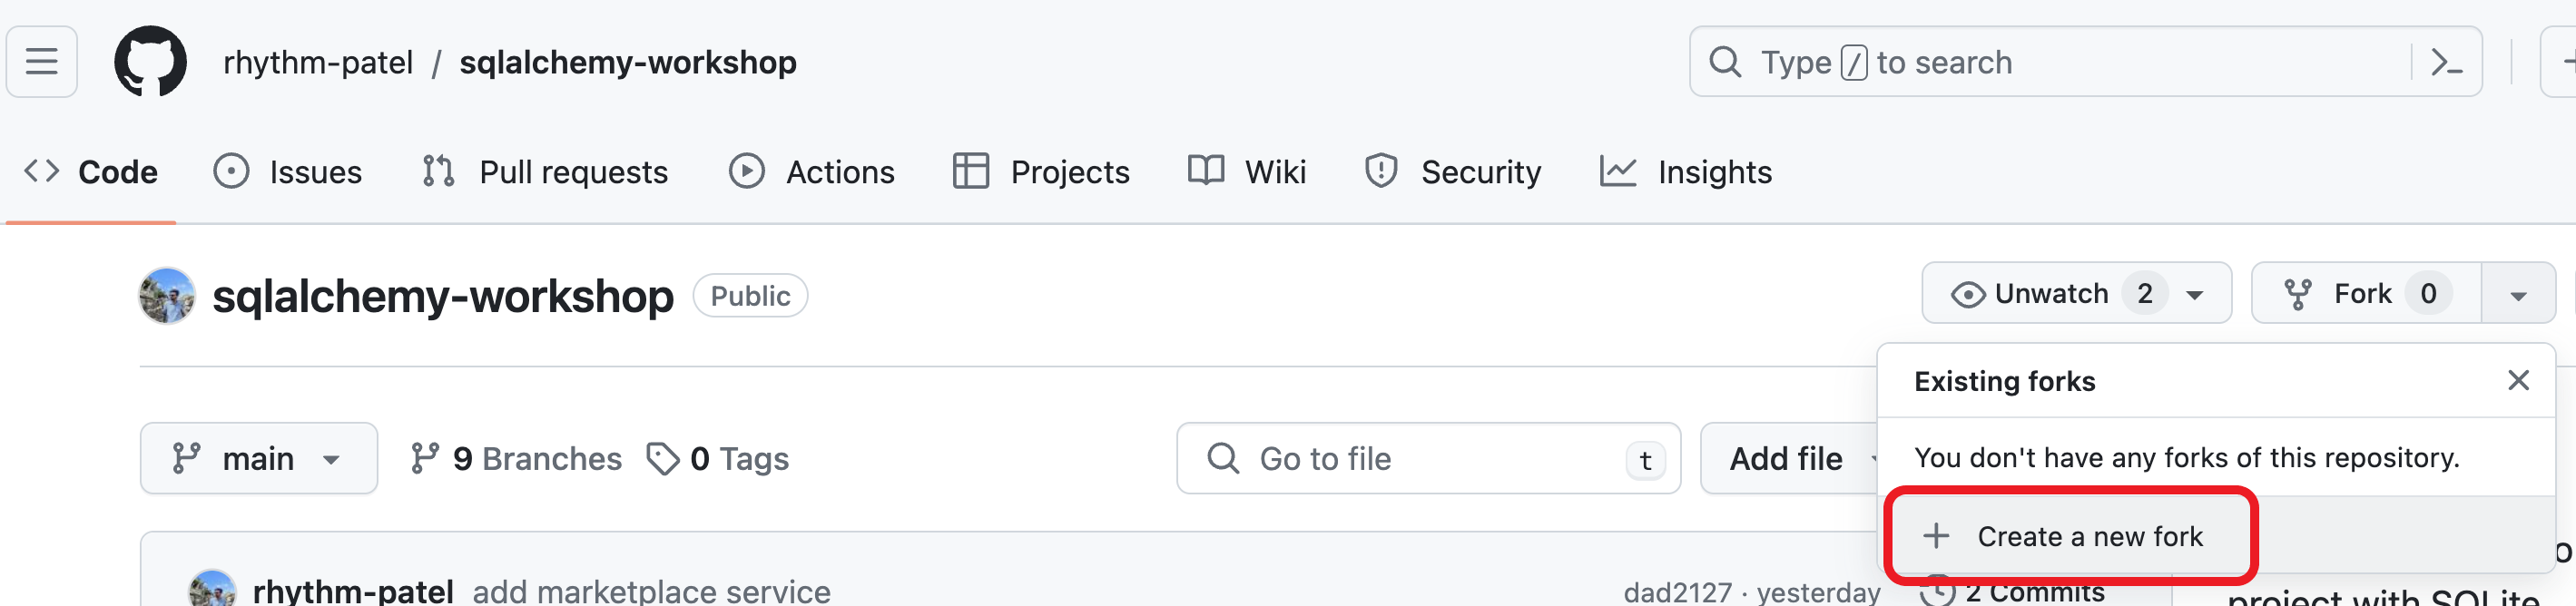 rhythm-patel / sqlalchemy-workshop
Type / to search
Code Issues Pull requests Actions Projects Wiki Security Insights
sqlalchemy-workshop Public
Unwatch 2 Fork 0
Existing forks
You don't have any forks of this repository.
Create a new fork
main 9 Branches 0 Tags
Go to file t
Add file
rhythm-patel add marketplace service
dad2127 · yesterday 2 Commits
project with SQLite